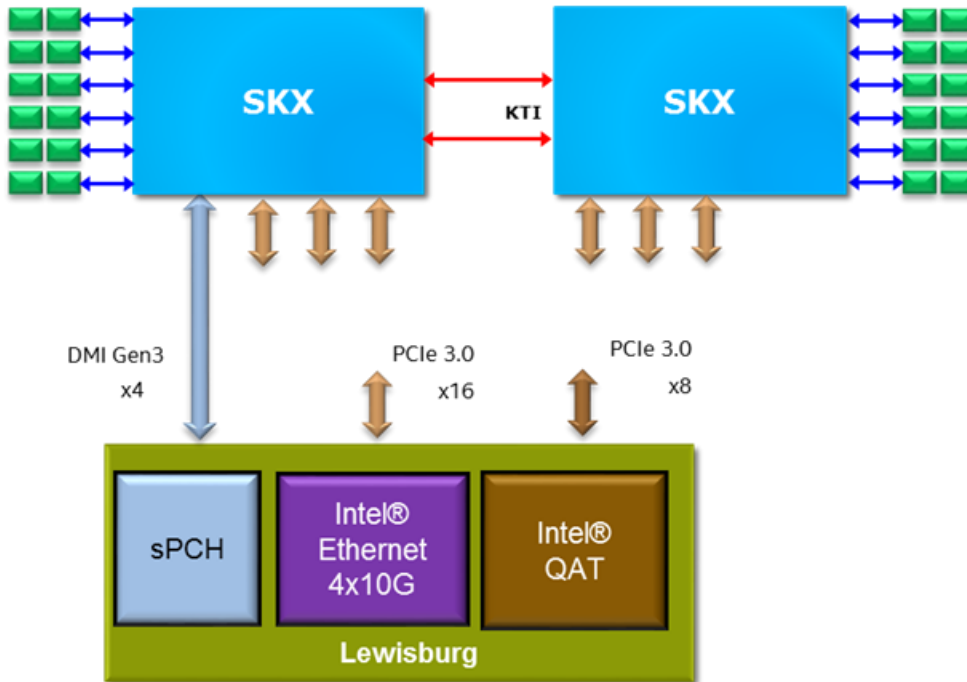 SKX
KTI
SKX
DMI Gen3
x4
PCIe 3.0
x16
PCIe 3.0
x8
sPCH
Intel®
Ethernet
4x10G
Intel®
QAT
Lewisburg